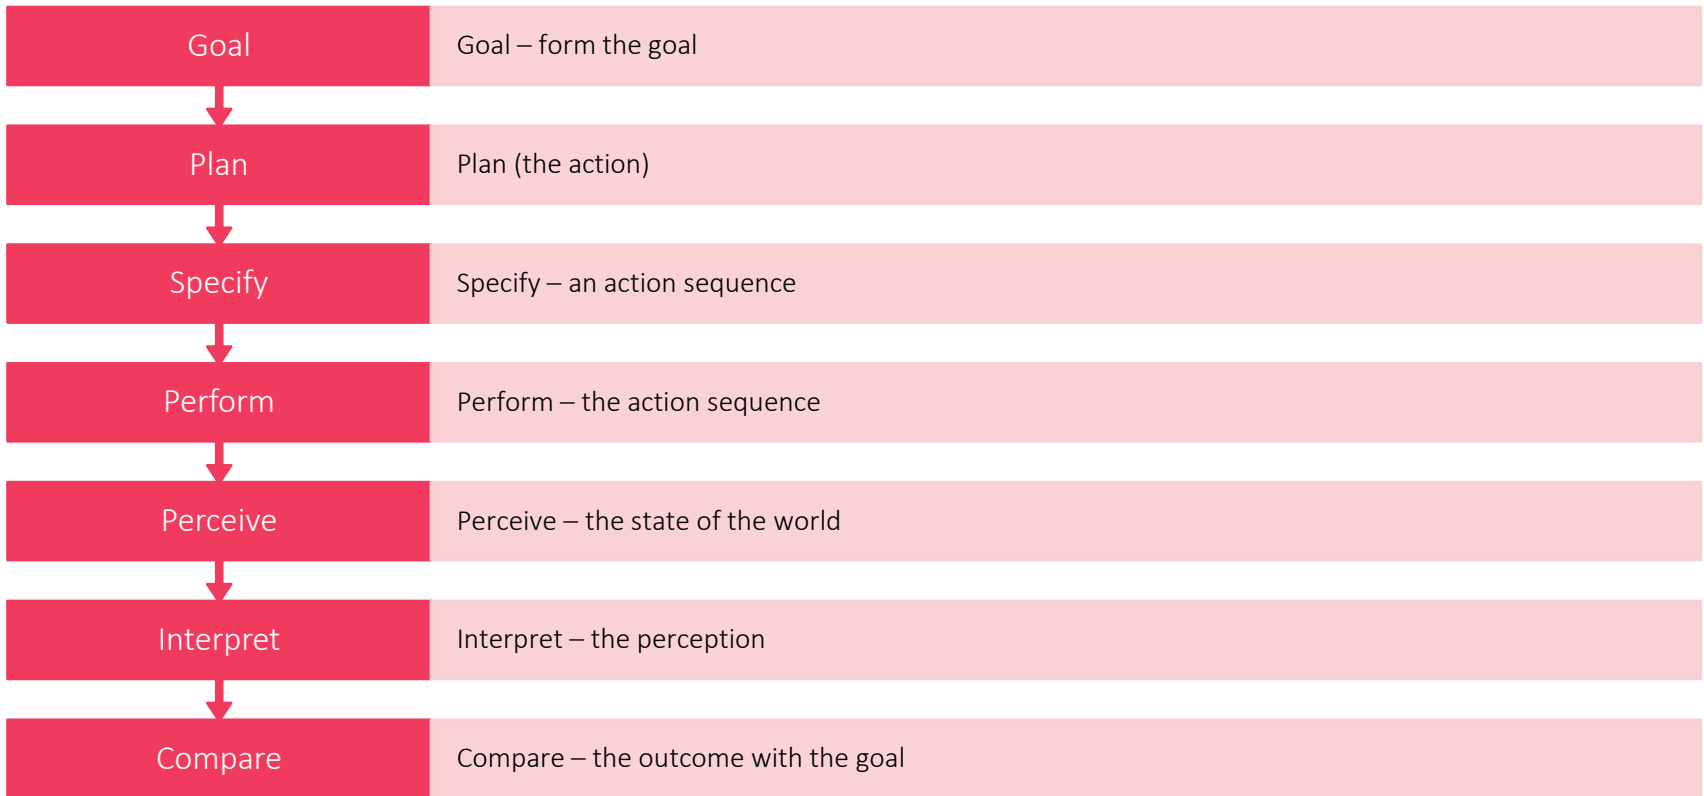 Goal
Goal – form the goal
Plan
Plan (the action)
Specify
Specify – an action sequence
Perform
Perform – the action sequence
Perceive
Perceive – the state of the world
Interpret
Interpret – the perception
Compare
Compare – the outcome with the goal